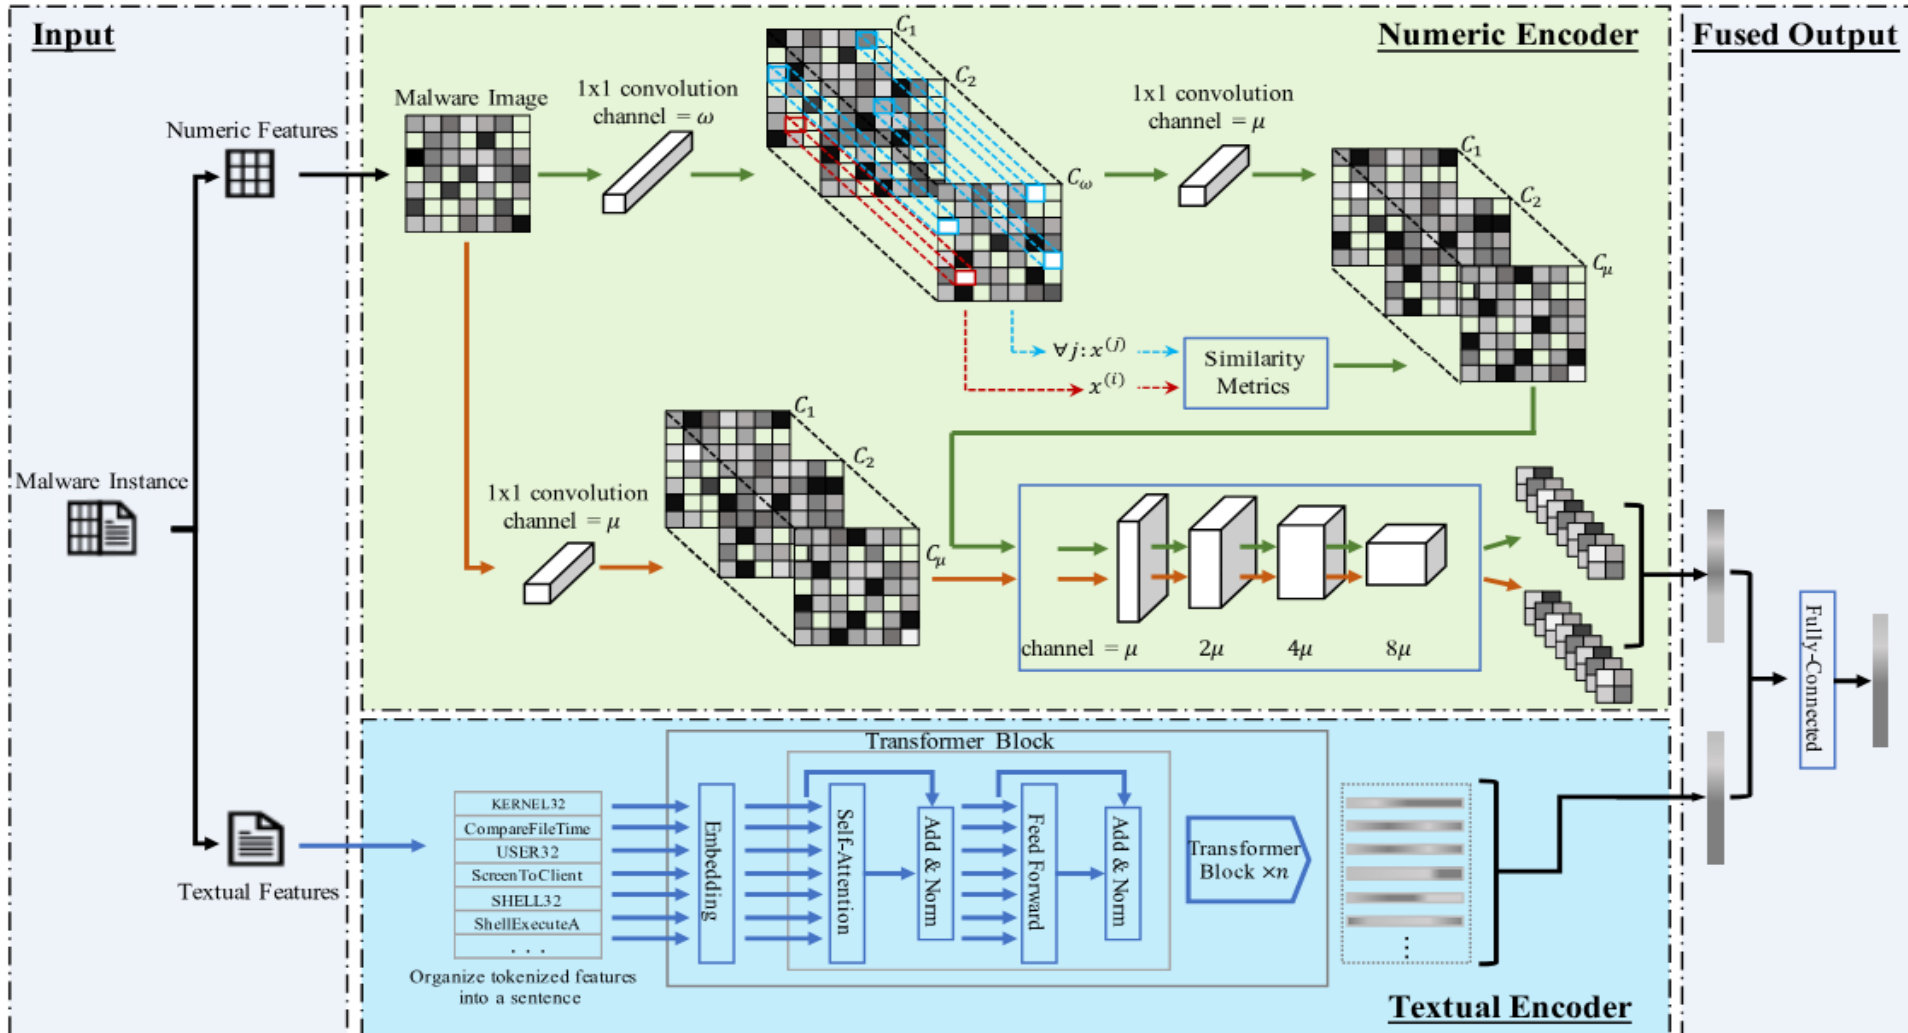 Input
Numeric Encoder
Fused Output
Malware Instance
Numeric Features
Textual Features
Malware Image
1x1 convolution
channel = ω
C₁
C₂
C_ω
1x1 convolution
channel = μ
C₁
C₂
C_μ
∀j: x^(j)
x^(i)
Similarity
Metrics
1x1 convolution
channel = μ
C₁
C₂
C_μ
channel = μ
2μ
4μ
8μ
Fully-Connected
Transformer Block
KERNEL32
CompareFileTime
USER32
ScreenToClient
SHELL32
ShellExecuteA
. . .
Organize tokenized features
into a sentence
Embedding
Self-Attention
Add & Norm
Feed Forward
Add & Norm
Transformer
Block ×n
⋮
Textual Encoder